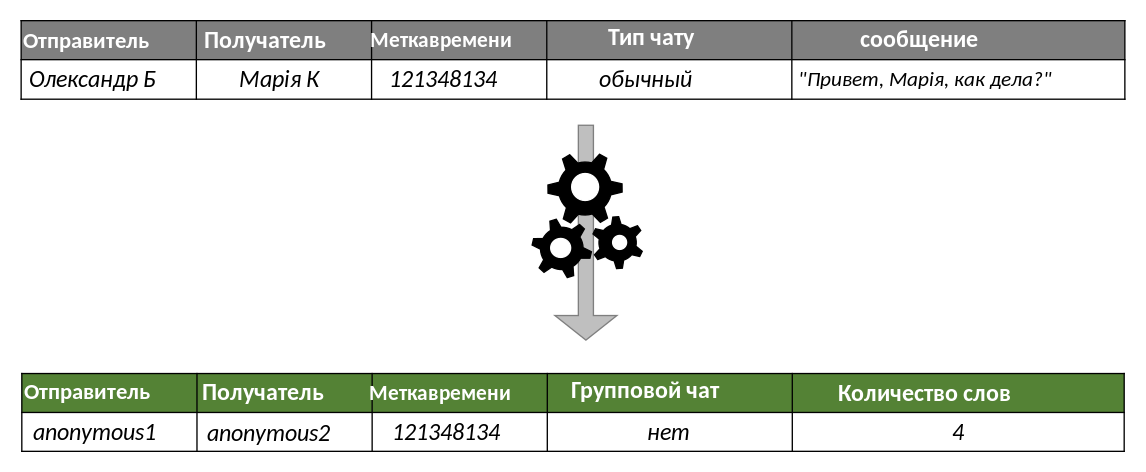 Отправитель Получатель Меткавремени Тип чату сообщение
Олександр Б Марія К 121348134 обычный "Привет, Марія, как дела?"
Отправитель Получатель Меткавремени Групповой чат Количество слов
anonymous1 anonymous2 121348134 нет 4